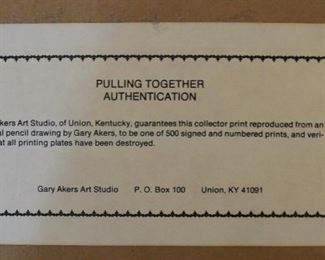 PULLING TOGETHER
AUTHENTICATION
kers Art Studio, of Union, Kentucky, guarantees this collector print reproduced from an
al pencil drawing by Gary Akers, to be one of 500 signed and numbered prints, and veri-
at all printing plates have been destroyed.
Gary Akers Art Studio P. O. Box 100 Union, KY 41091